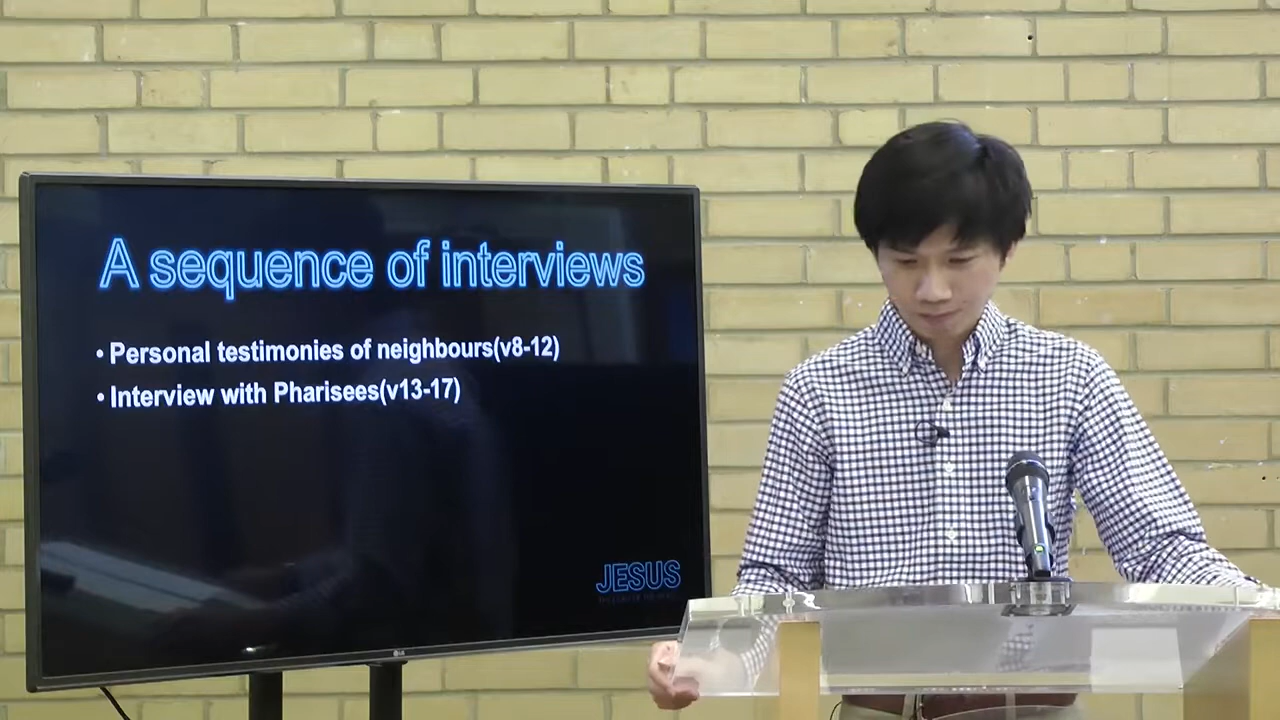 A sequence of interviews
• Personal testimonies of neighbours(v8-12)
• Interview with Pharisees(v13-17)
JESUS
LG